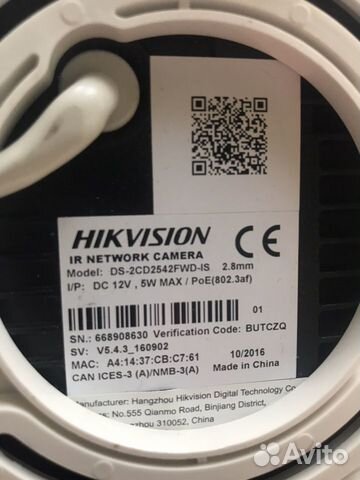 HIKVISION
IR NETWORK CAMERA
Model: DS-2CD2542FWD-IS 2.8mm
I/P: DC 12V, 5W MAX / PoE(802.3af)
CE
01
SN.: 668908630 Verification Code: BUTCZQ
SV: V5.4.3_160902
MAC: A4:14:37:CB:C7:61 10/2016
CAN ICES-3 (A)/NMB-3(A) Made in China
Manufacturer: Hangzhou Hikvision Digital Technology Co
No.555 Qianmo Road, Binjiang District,
310052, China
Avito